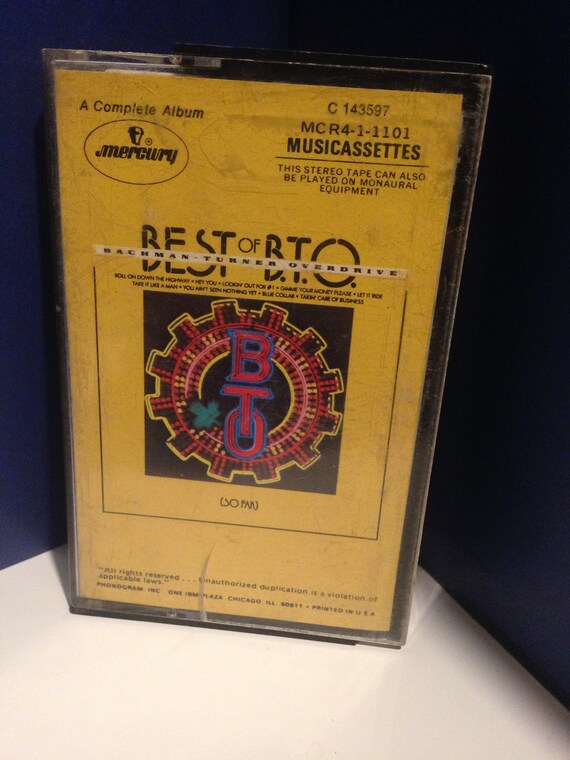 A Complete Album
C 143597
mercury ®
MCR4-1-1101
MUSICASSETTES
THIS STEREO TAPE CAN ALSO
BE PLAYED ON MONAURAL
EQUIPMENT
BEST OF B.T.O.
BACHMAN-TURNER OVERDRIVE
ROLL ON DOWN THE HIGHWAY • HEY YOU • LOOKIN' OUT FOR #1 • GIMME YOUR MONEY PLEASE • LET IT RIDE
TAKE IT LIKE A MAN • YOU AIN'T SEEN NOTHING YET • BLUE COLLAR • TAKIN' CARE OF BUSINESS
BTO
(SO FAR)
"All rights reserved . . . Unauthorized duplication is a violation of
applicable laws."
PHONOGRAM, INC. ONE IBM PLAZA, CHICAGO, ILL. 60611 • PRINTED IN U S A